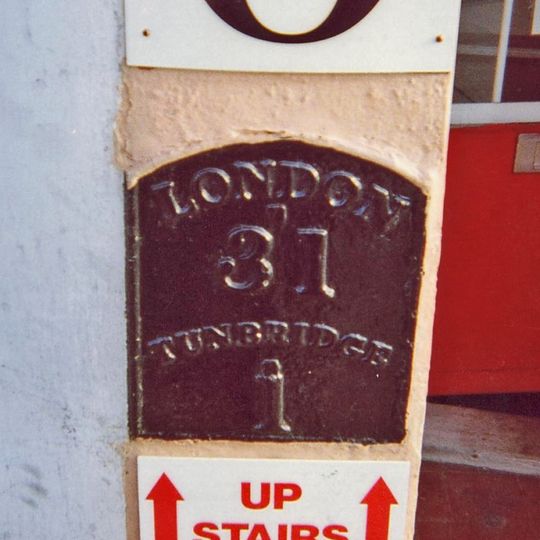 LONDON
31
TUNBRIDGE
1
UP
STAIRS